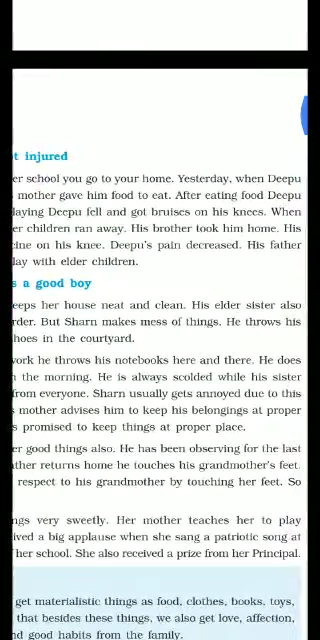 t injured
er school you go to your home. Yesterday, when Deepu
mother gave him food to eat. After eating food Deepu
laying Deepu fell and got bruises on his knees. When
er children ran away. His brother took him home. His
cine on his knee. Deepu's pain decreased. His father
lay with elder children.
s a good boy
eeps her house neat and clean. His elder sister also
rder. But Sharn makes mess of things. He throws his
hoes in the courtyard.
work he throws his notebooks here and there. He does
n the morning. He is always scolded while his sister
from everyone. Sharn usually gets annoyed due to this
s mother advises him to keep his belongings at proper
s promised to keep things at proper place.
er good things also. He has been observing for the last
ather returns home he touches his grandmother's feet.
respect to his grandmother by touching her feet. So
ngs very sweetly. Her mother teaches her to play
ived a big applause when she sang a patriotic song at
her school. She also received a prize from her Principal.
get materialistic things as food, clothes, books, toys,
that besides these things, we also get love, affection,
nd good habits from the family.